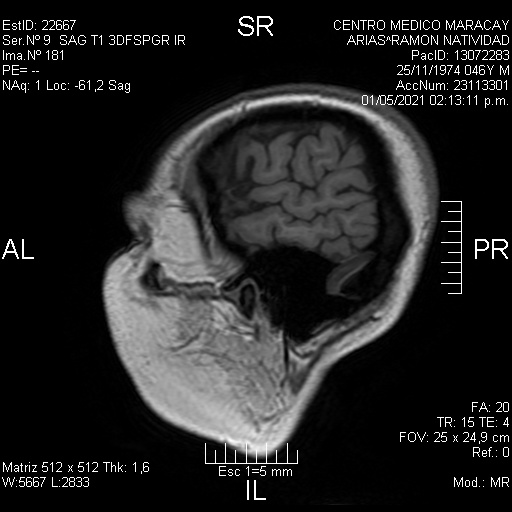 EstID: 22667
Ser.Nº 9 SAG T1 3DFSPGR IR
Ima.Nº 181
PE= --
NAq: 1 Loc: -61,2 Sag
SR
CENTRO MEDICO MARACAY
ARIAS^RAMON NATIVIDAD
PacID: 13072283
25/11/1974 046Y M
AccNum: 23113301
01/05/2021 02:13:11 p.m.
AL
PR
FA: 20
TR: 15 TE: 4
FOV: 25 x 24,9 cm
Ref.: 0
Mod.: MR
Matriz 512 x 512 Thk: 1,6
W:5667 L:2833
Esc 1=5 mm
IL